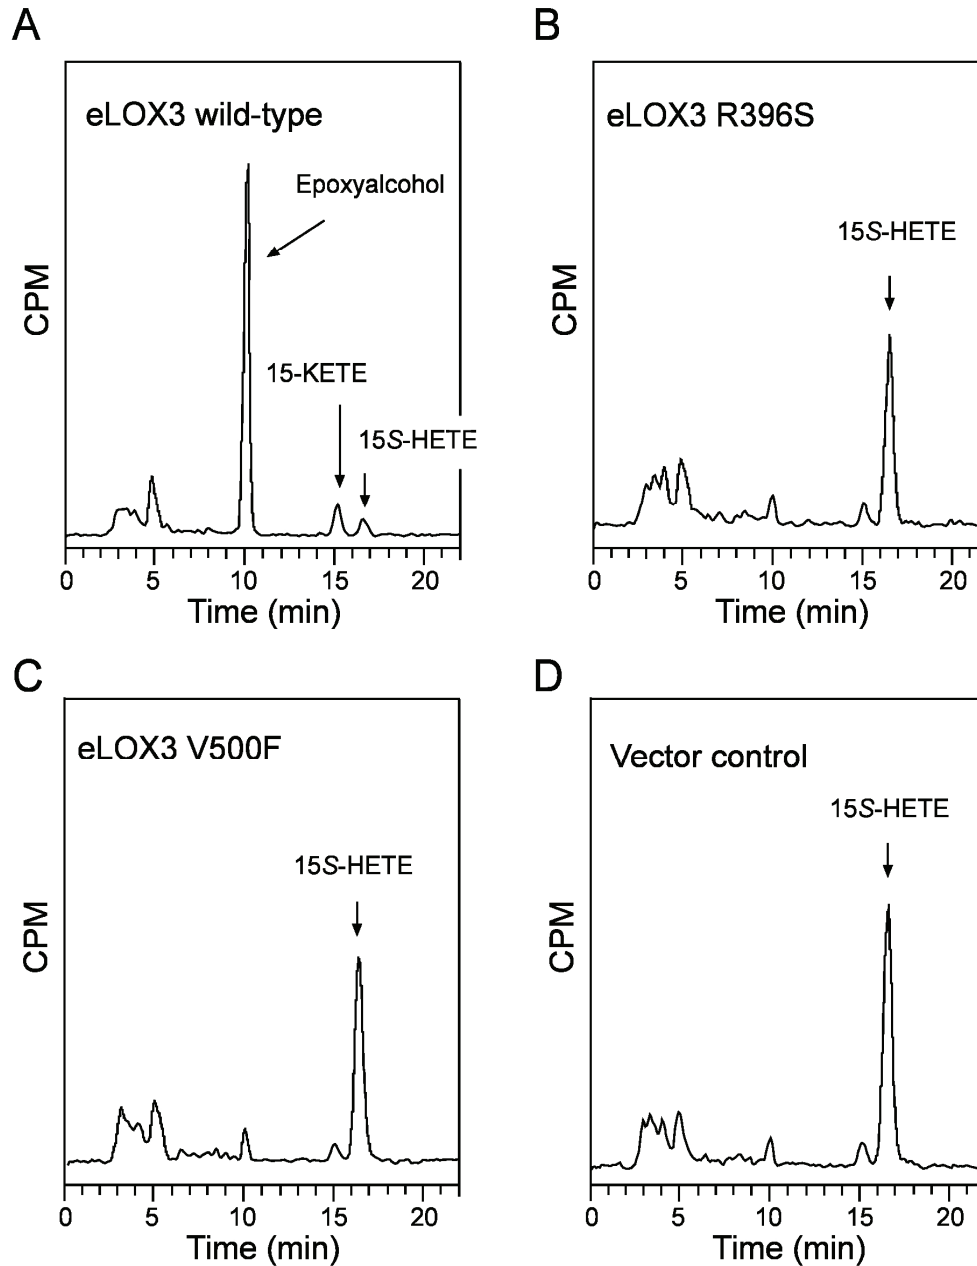 A
eLOX3 wild-type
Epoxyalcohol
15-KETE
15S-HETE
CPM
0 5 10 15 20
Time (min)
B
eLOX3 R396S
15S-HETE
CPM
0 5 10 15 20
Time (min)
C
eLOX3 V500F
15S-HETE
CPM
0 5 10 15 20
Time (min)
D
Vector control
15S-HETE
CPM
0 5 10 15 20
Time (min)